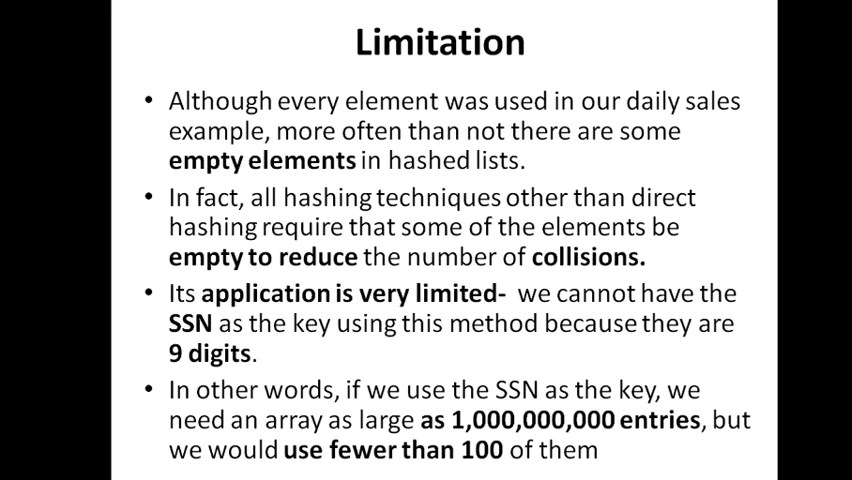 Limitation
• Although every element was used in our daily sales
example, more often than not there are some
empty elements in hashed lists.
• In fact, all hashing techniques other than direct
hashing require that some of the elements be
empty to reduce the number of collisions.
• Its application is very limited- we cannot have the
SSN as the key using this method because they are
9 digits.
• In other words, if we use the SSN as the key, we
need an array as large as 1,000,000,000 entries, but
we would use fewer than 100 of them